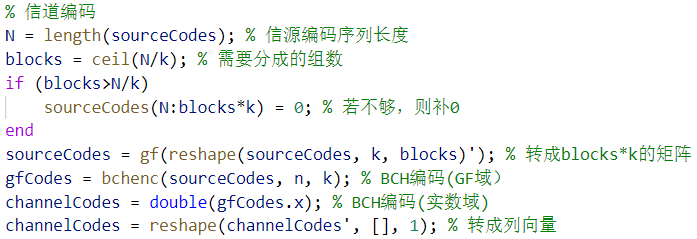 % 信道编码
N = length(sourceCodes); % 信源编码序列长度
blocks = ceil(N/k); % 需要分成的组数
if (blocks>N/k)
    sourceCodes(N:blocks*k) = 0; % 若不够，则补0
end
sourceCodes = gf(reshape(sourceCodes, k, blocks)'); % 转成blocks*k的矩阵
gfCodes = bchenc(sourceCodes, n, k); % BCH编码(GF域）
channelCodes = double(gfCodes.x); % BCH编码(实数域)
channelCodes = reshape(channelCodes', [], 1); % 转成列向量